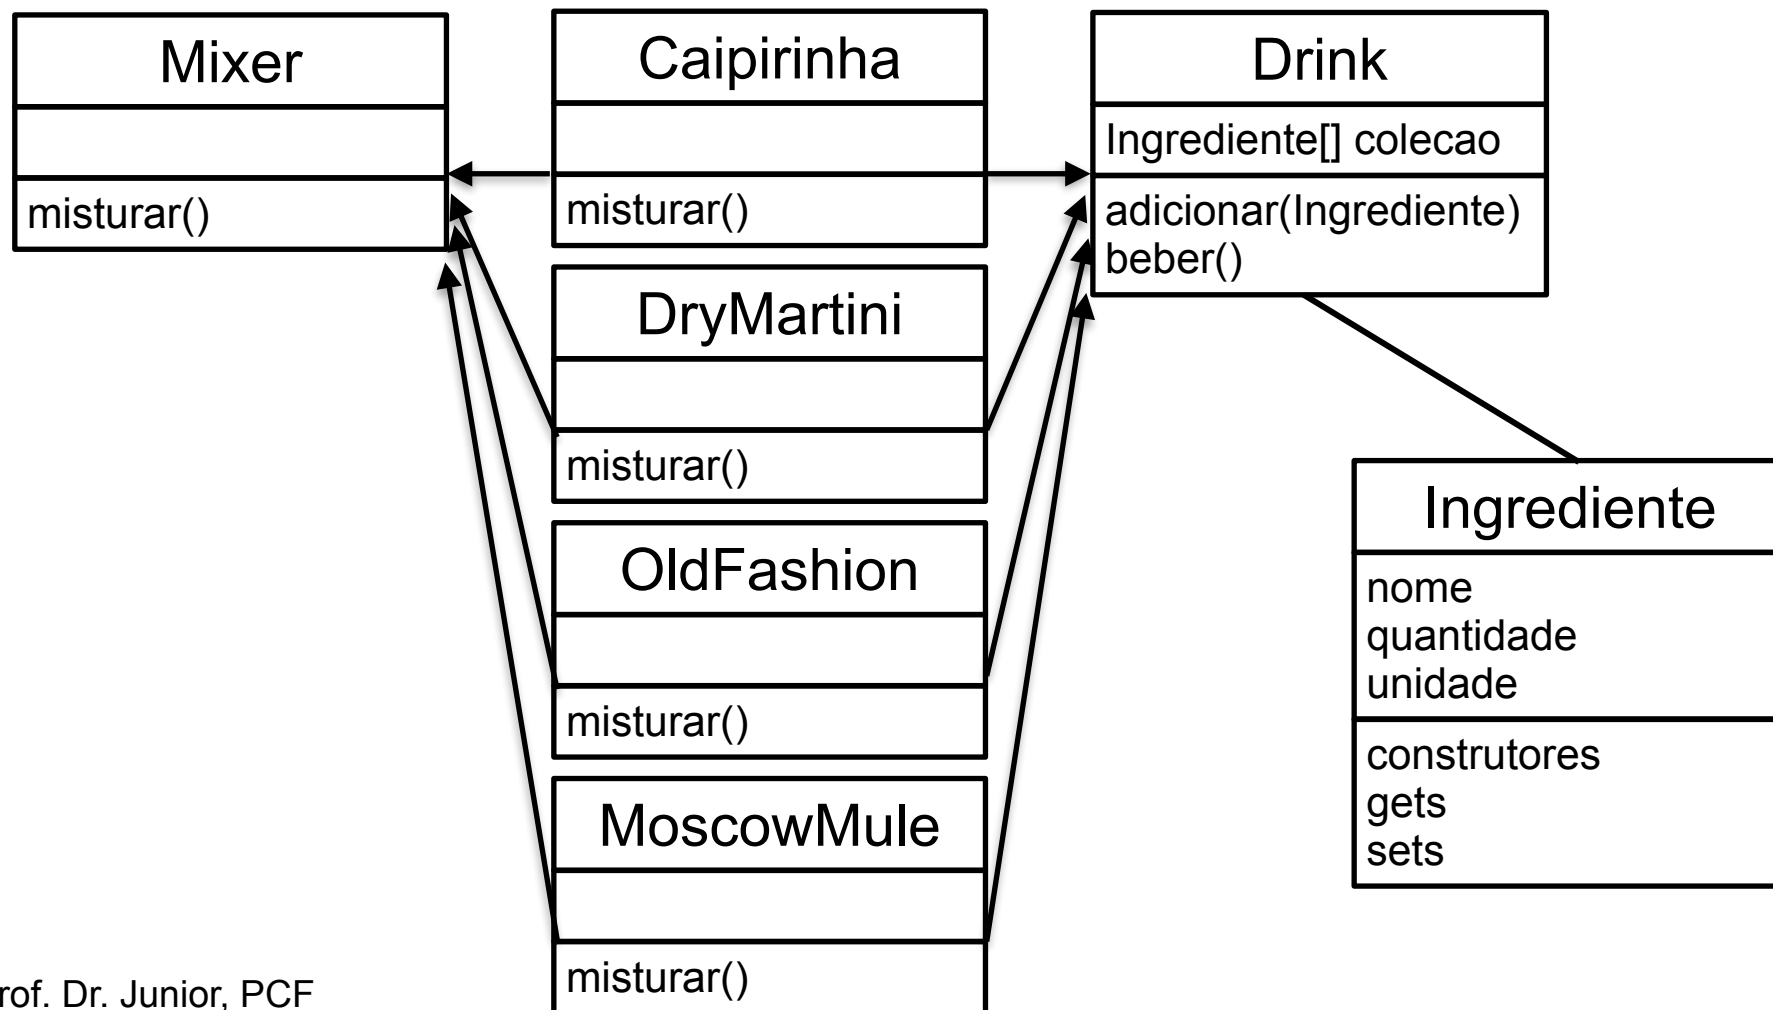 Mixer
misturar()
Caipirinha
misturar()
DryMartini
misturar()
OldFashion
misturar()
MoscowMule
misturar()
Drink
Ingrediente[] colecao
adicionar(Ingrediente)
beber()
Ingrediente
nome
quantidade
unidade
construtores
gets
sets
rof. Dr. Junior, PCF